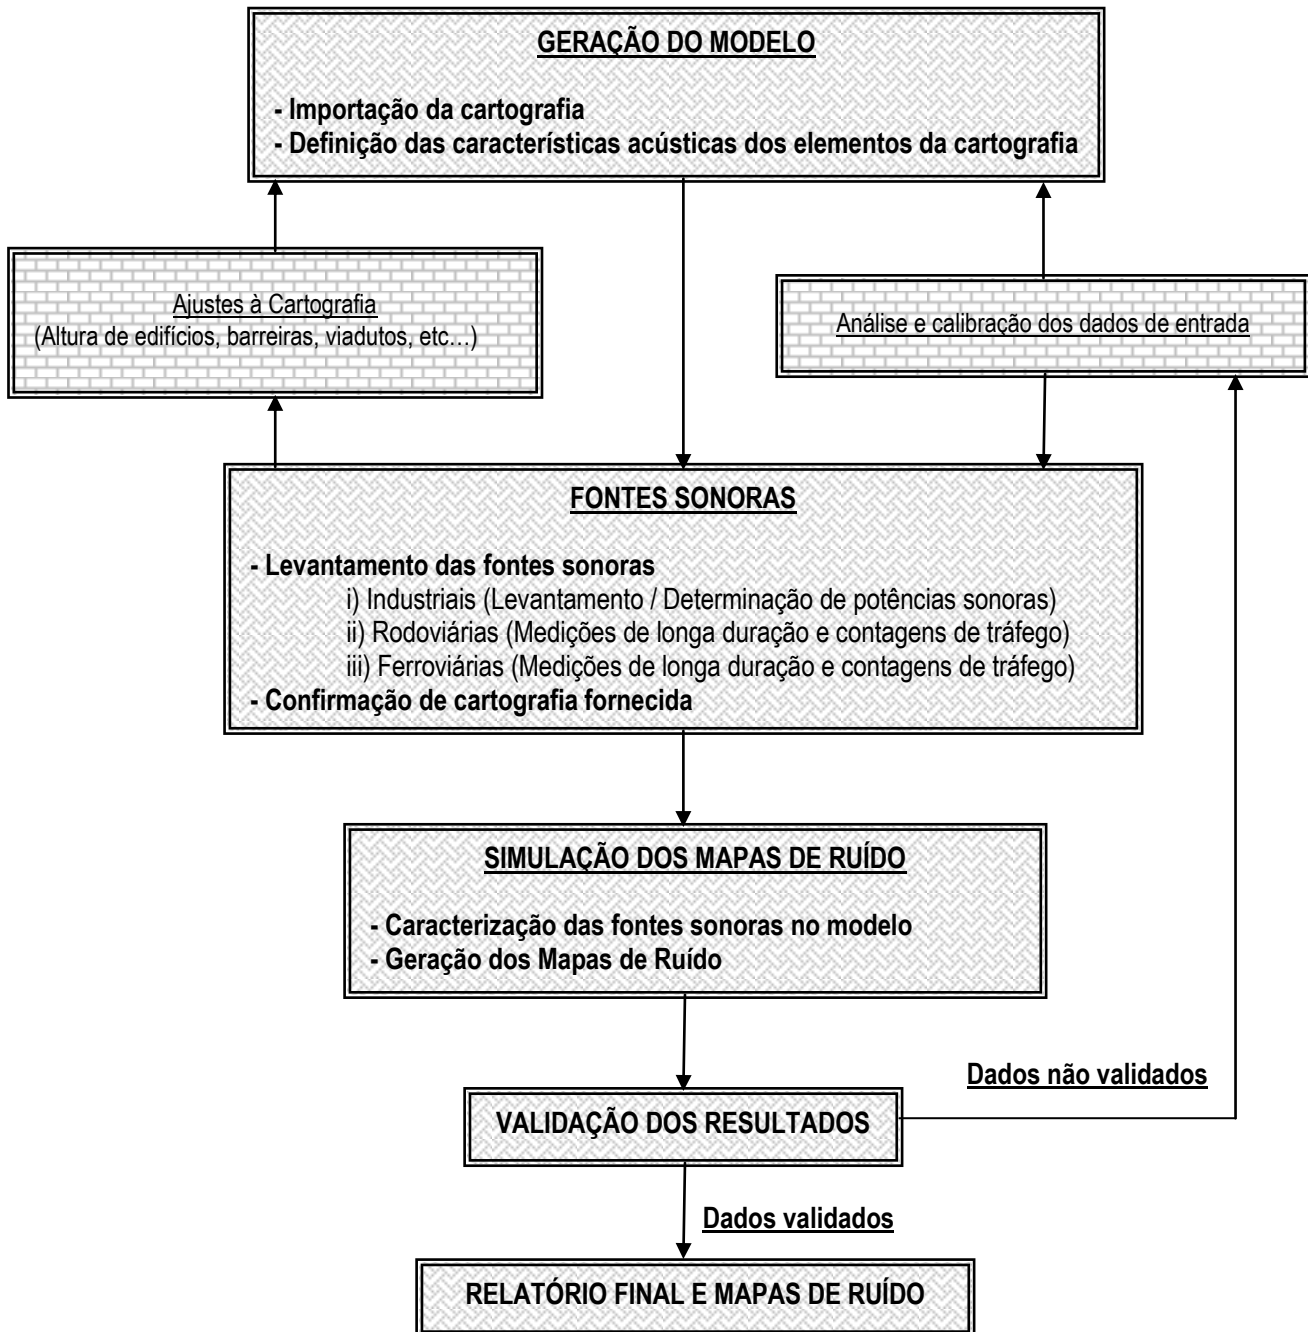 GERAÇÃO DO MODELO
- Importação da cartografia
- Definição das características acústicas dos elementos da cartografia
Ajustes à Cartografia
(Altura de edifícios, barreiras, viadutos, etc…)
Análise e calibração dos dados de entrada
FONTES SONORAS
- Levantamento das fontes sonoras
i) Industriais (Levantamento / Determinação de potências sonoras)
ii) Rodoviárias (Medições de longa duração e contagens de tráfego)
iii) Ferroviárias (Medições de longa duração e contagens de tráfego)
- Confirmação de cartografia fornecida
SIMULAÇÃO DOS MAPAS DE RUÍDO
- Caracterização das fontes sonoras no modelo
- Geração dos Mapas de Ruído
Dados não validados
VALIDAÇÃO DOS RESULTADOS
Dados validados
RELATÓRIO FINAL E MAPAS DE RUÍDO